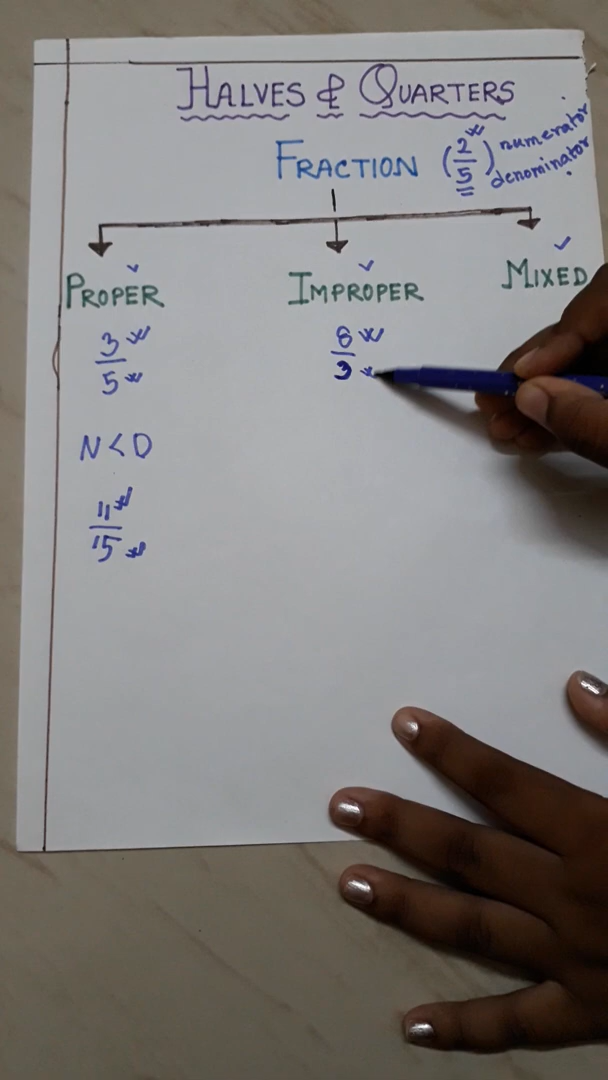 HALVES & QUARTERS
FRACTION (2/5) numerator
denominator
PROPER IMPROPER MIXED
3/5 8/3
N < D
11/15